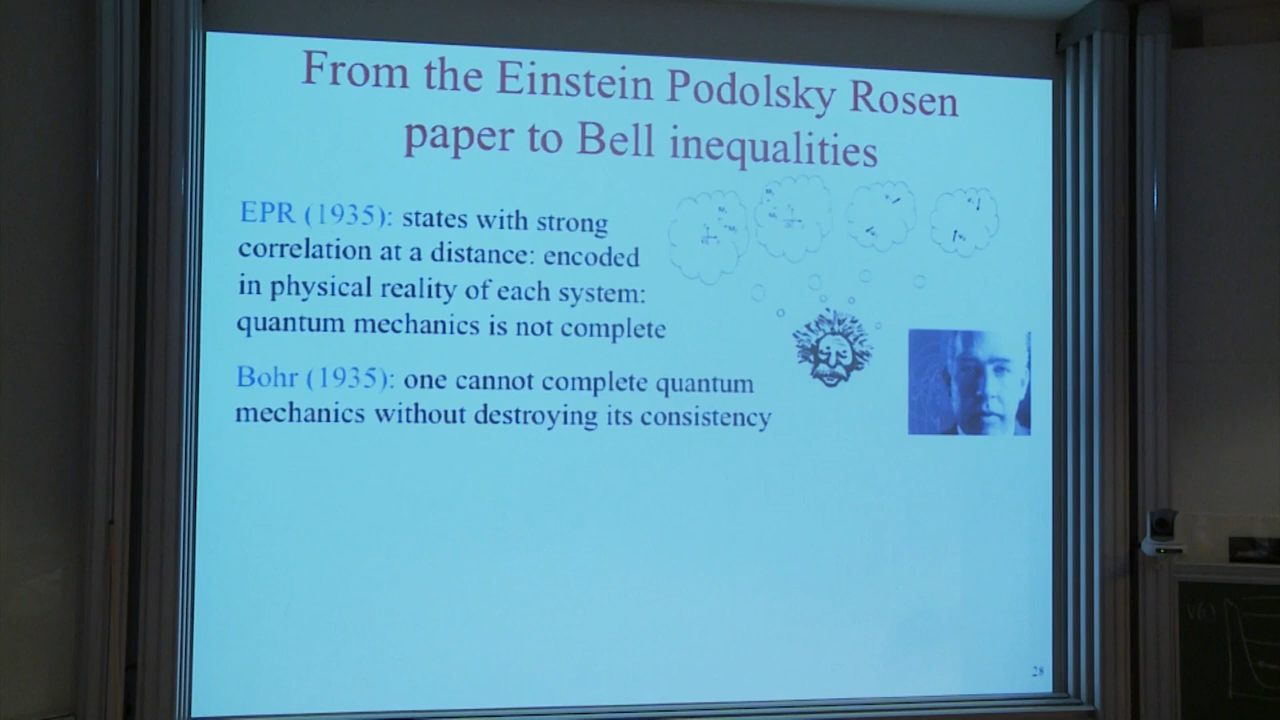 From the Einstein Podolsky Rosen
paper to Bell inequalities
EPR (1935): states with strong
correlation at a distance: encoded
in physical reality of each system:
quantum mechanics is not complete
Bohr (1935): one cannot complete quantum
mechanics without destroying its consistency
28